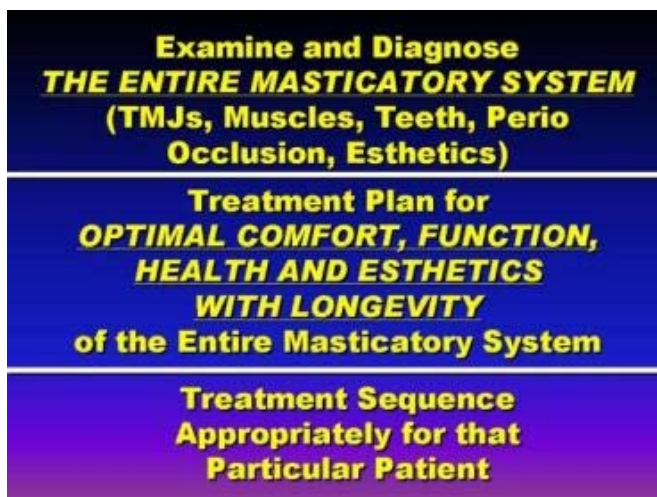 Examine and Diagnose
THE ENTIRE MASTICATORY SYSTEM
(TMJs, Muscles, Teeth, Perio
Occlusion, Esthetics)
Treatment Plan for
OPTIMAL COMFORT, FUNCTION,
HEALTH AND ESTHETICS
WITH LONGEVITY
of the Entire Masticatory System
Treatment Sequence
Appropriately for that
Particular Patient